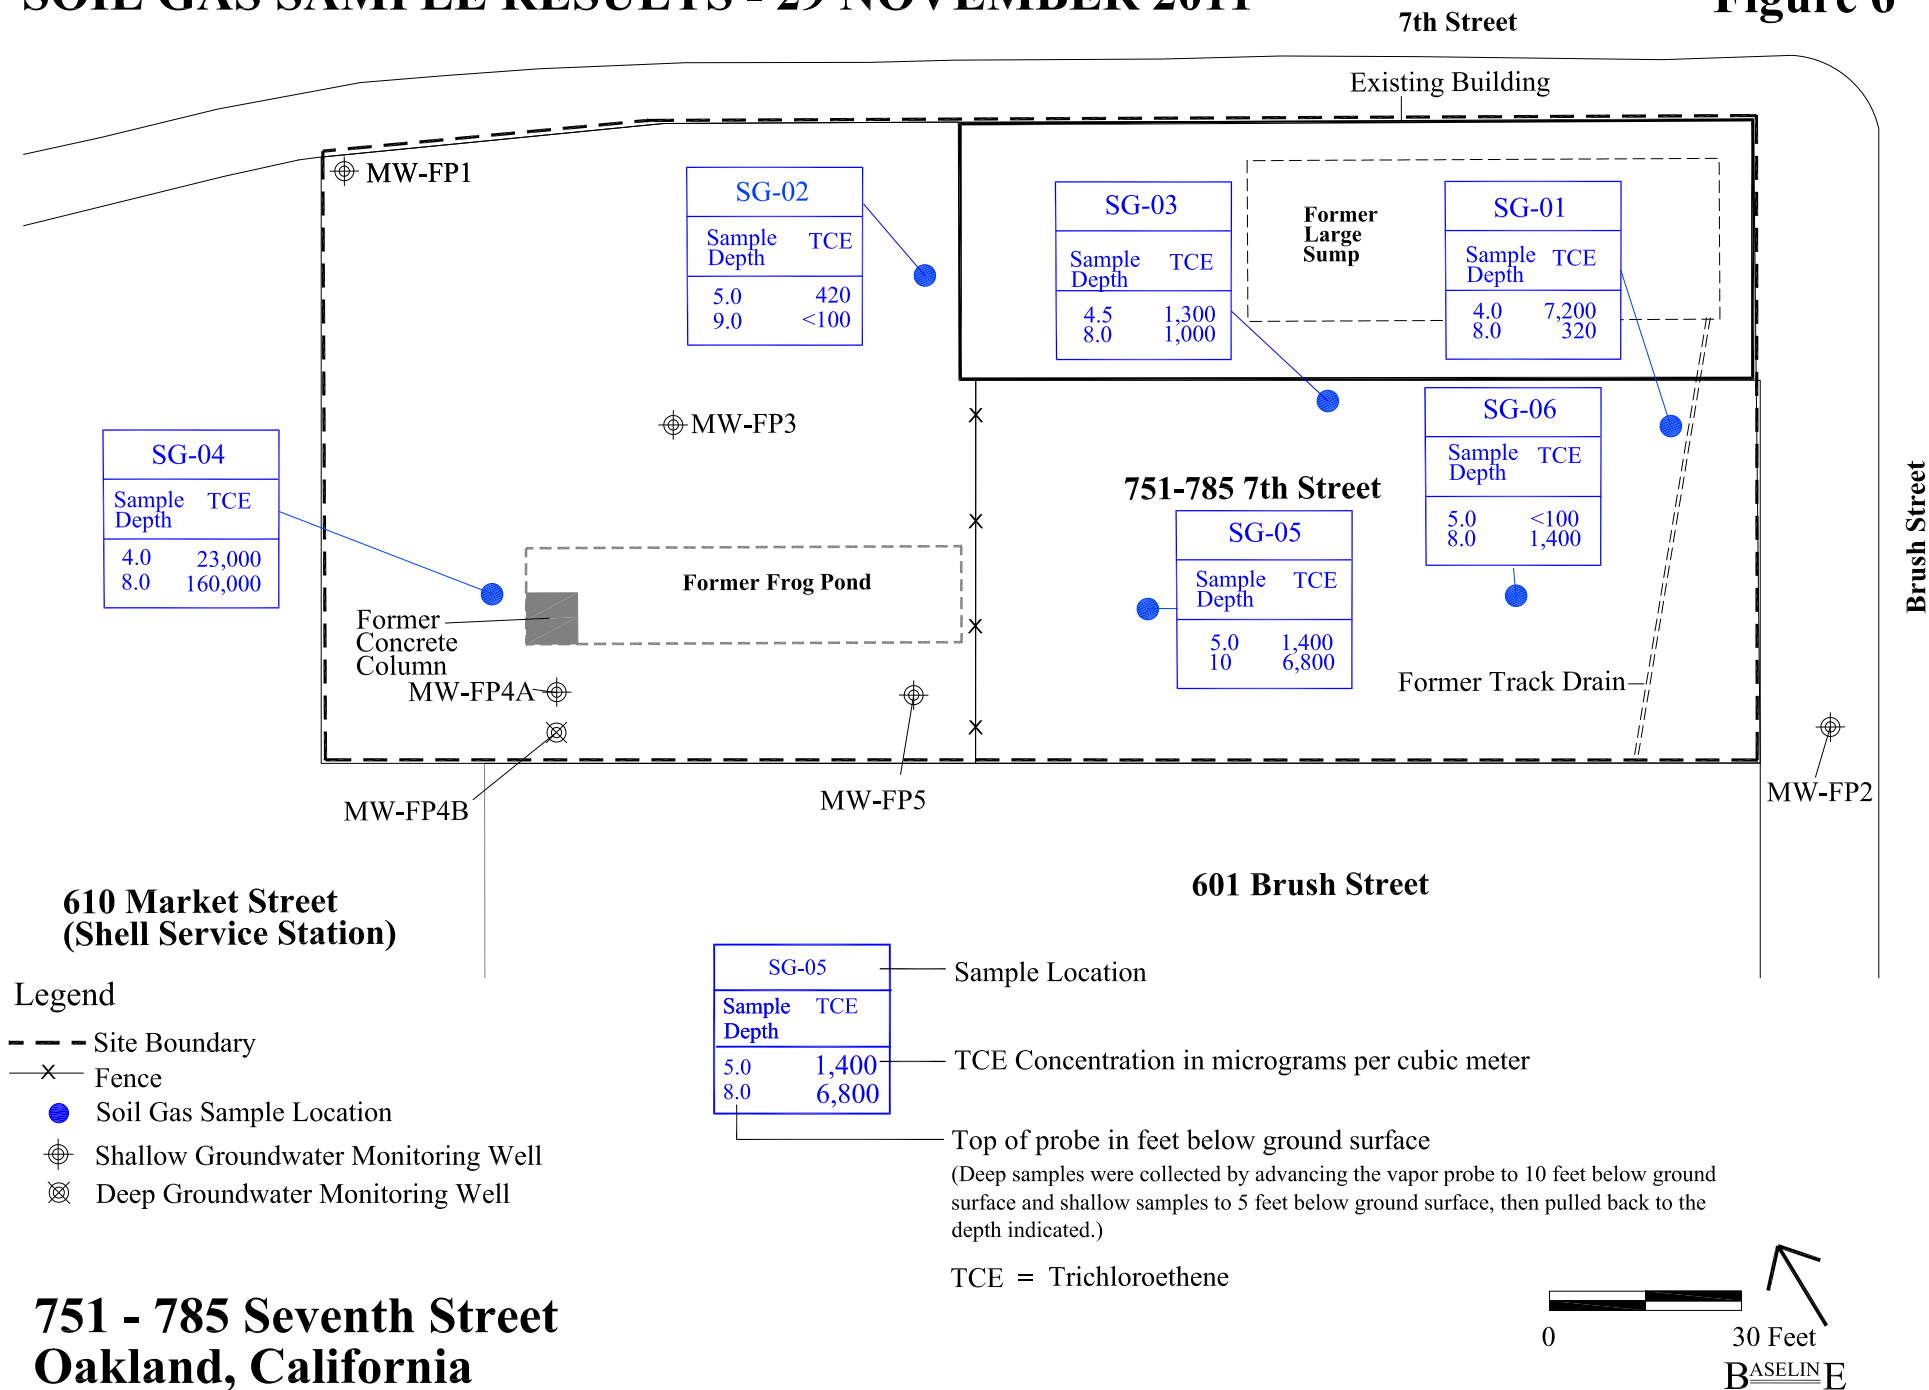 SOIL GAS SAMPLE RESULTS - 29 NOVEMBER 2011
Figure 6
7th Street
Existing Building
MW-FP1
SG-02
Sample TCE
Depth
5.0 420
9.0 <100
SG-03
Sample TCE
Depth
4.5 1,300
8.0 1,000
Former
Large
Sump
SG-01
Sample TCE
Depth
4.0 7,200
8.0 320
MW-FP3
SG-04
Sample TCE
Depth
4.0 23,000
8.0 160,000
SG-06
Sample TCE
Depth
5.0 <100
8.0 1,400
751-785 7th Street
SG-05
Sample TCE
Depth
5.0 1,400
10 6,800
Brush Street
Former Frog Pond
Former
Concrete
Column
MW-FP4A
Former Track Drain
MW-FP4B
MW-FP5
MW-FP2
610 Market Street
(Shell Service Station)
601 Brush Street
Legend
Site Boundary
Fence
Soil Gas Sample Location
Shallow Groundwater Monitoring Well
Deep Groundwater Monitoring Well
SG-05
Sample TCE
Depth
5.0 1,400
8.0 6,800
Sample Location
TCE Concentration in micrograms per cubic meter
Top of probe in feet below ground surface
(Deep samples were collected by advancing the vapor probe to 10 feet below ground
surface and shallow samples to 5 feet below ground surface, then pulled back to the
depth indicated.)
TCE = Trichloroethene
751 - 785 Seventh Street
Oakland, California
0 30 Feet
BASELINE